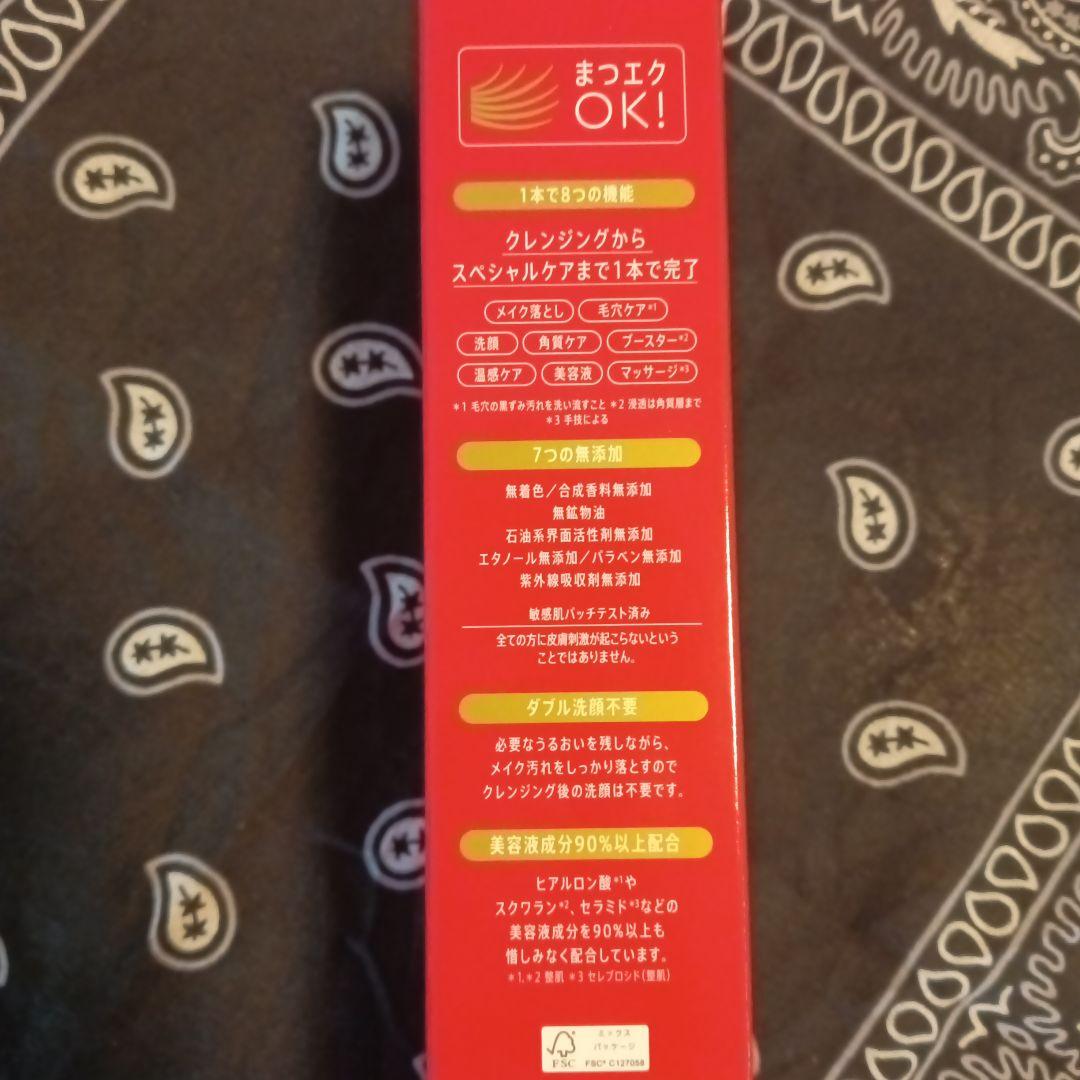 まつエク
OK!
1本で8つの機能
クレンジングから
スペシャルケアまで1本で完了
メイク落とし 毛穴ケア*1
洗顔 角質ケア ブースター*2
温感ケア 美容液 マッサージ*3
*1 毛穴の黒ずみ汚れを洗い流すこと *2 浸透は角質層まで
*3 手技による
7つの無添加
無着色/合成香料無添加
無鉱物油
石油系界面活性剤無添加
エタノール無添加/パラベン無添加
紫外線吸収剤無添加
敏感肌パッチテスト済み
全ての方に皮膚刺激が起こらないという
ことではありません。
ダブル洗顔不要
必要なうるおいを残しながら、
メイク汚れをしっかり落とすので
クレンジング後の洗顔は不要です。
美容液成分90%以上配合
ヒアルロン酸*1や
スクワラン*2、セラミド*3などの
美容液成分を90%以上も
惜しみなく配合しています。
*1,*2 整肌 *3 セレブロシド(整肌)
ミックス
パッケージ
FSC FSC® C127058